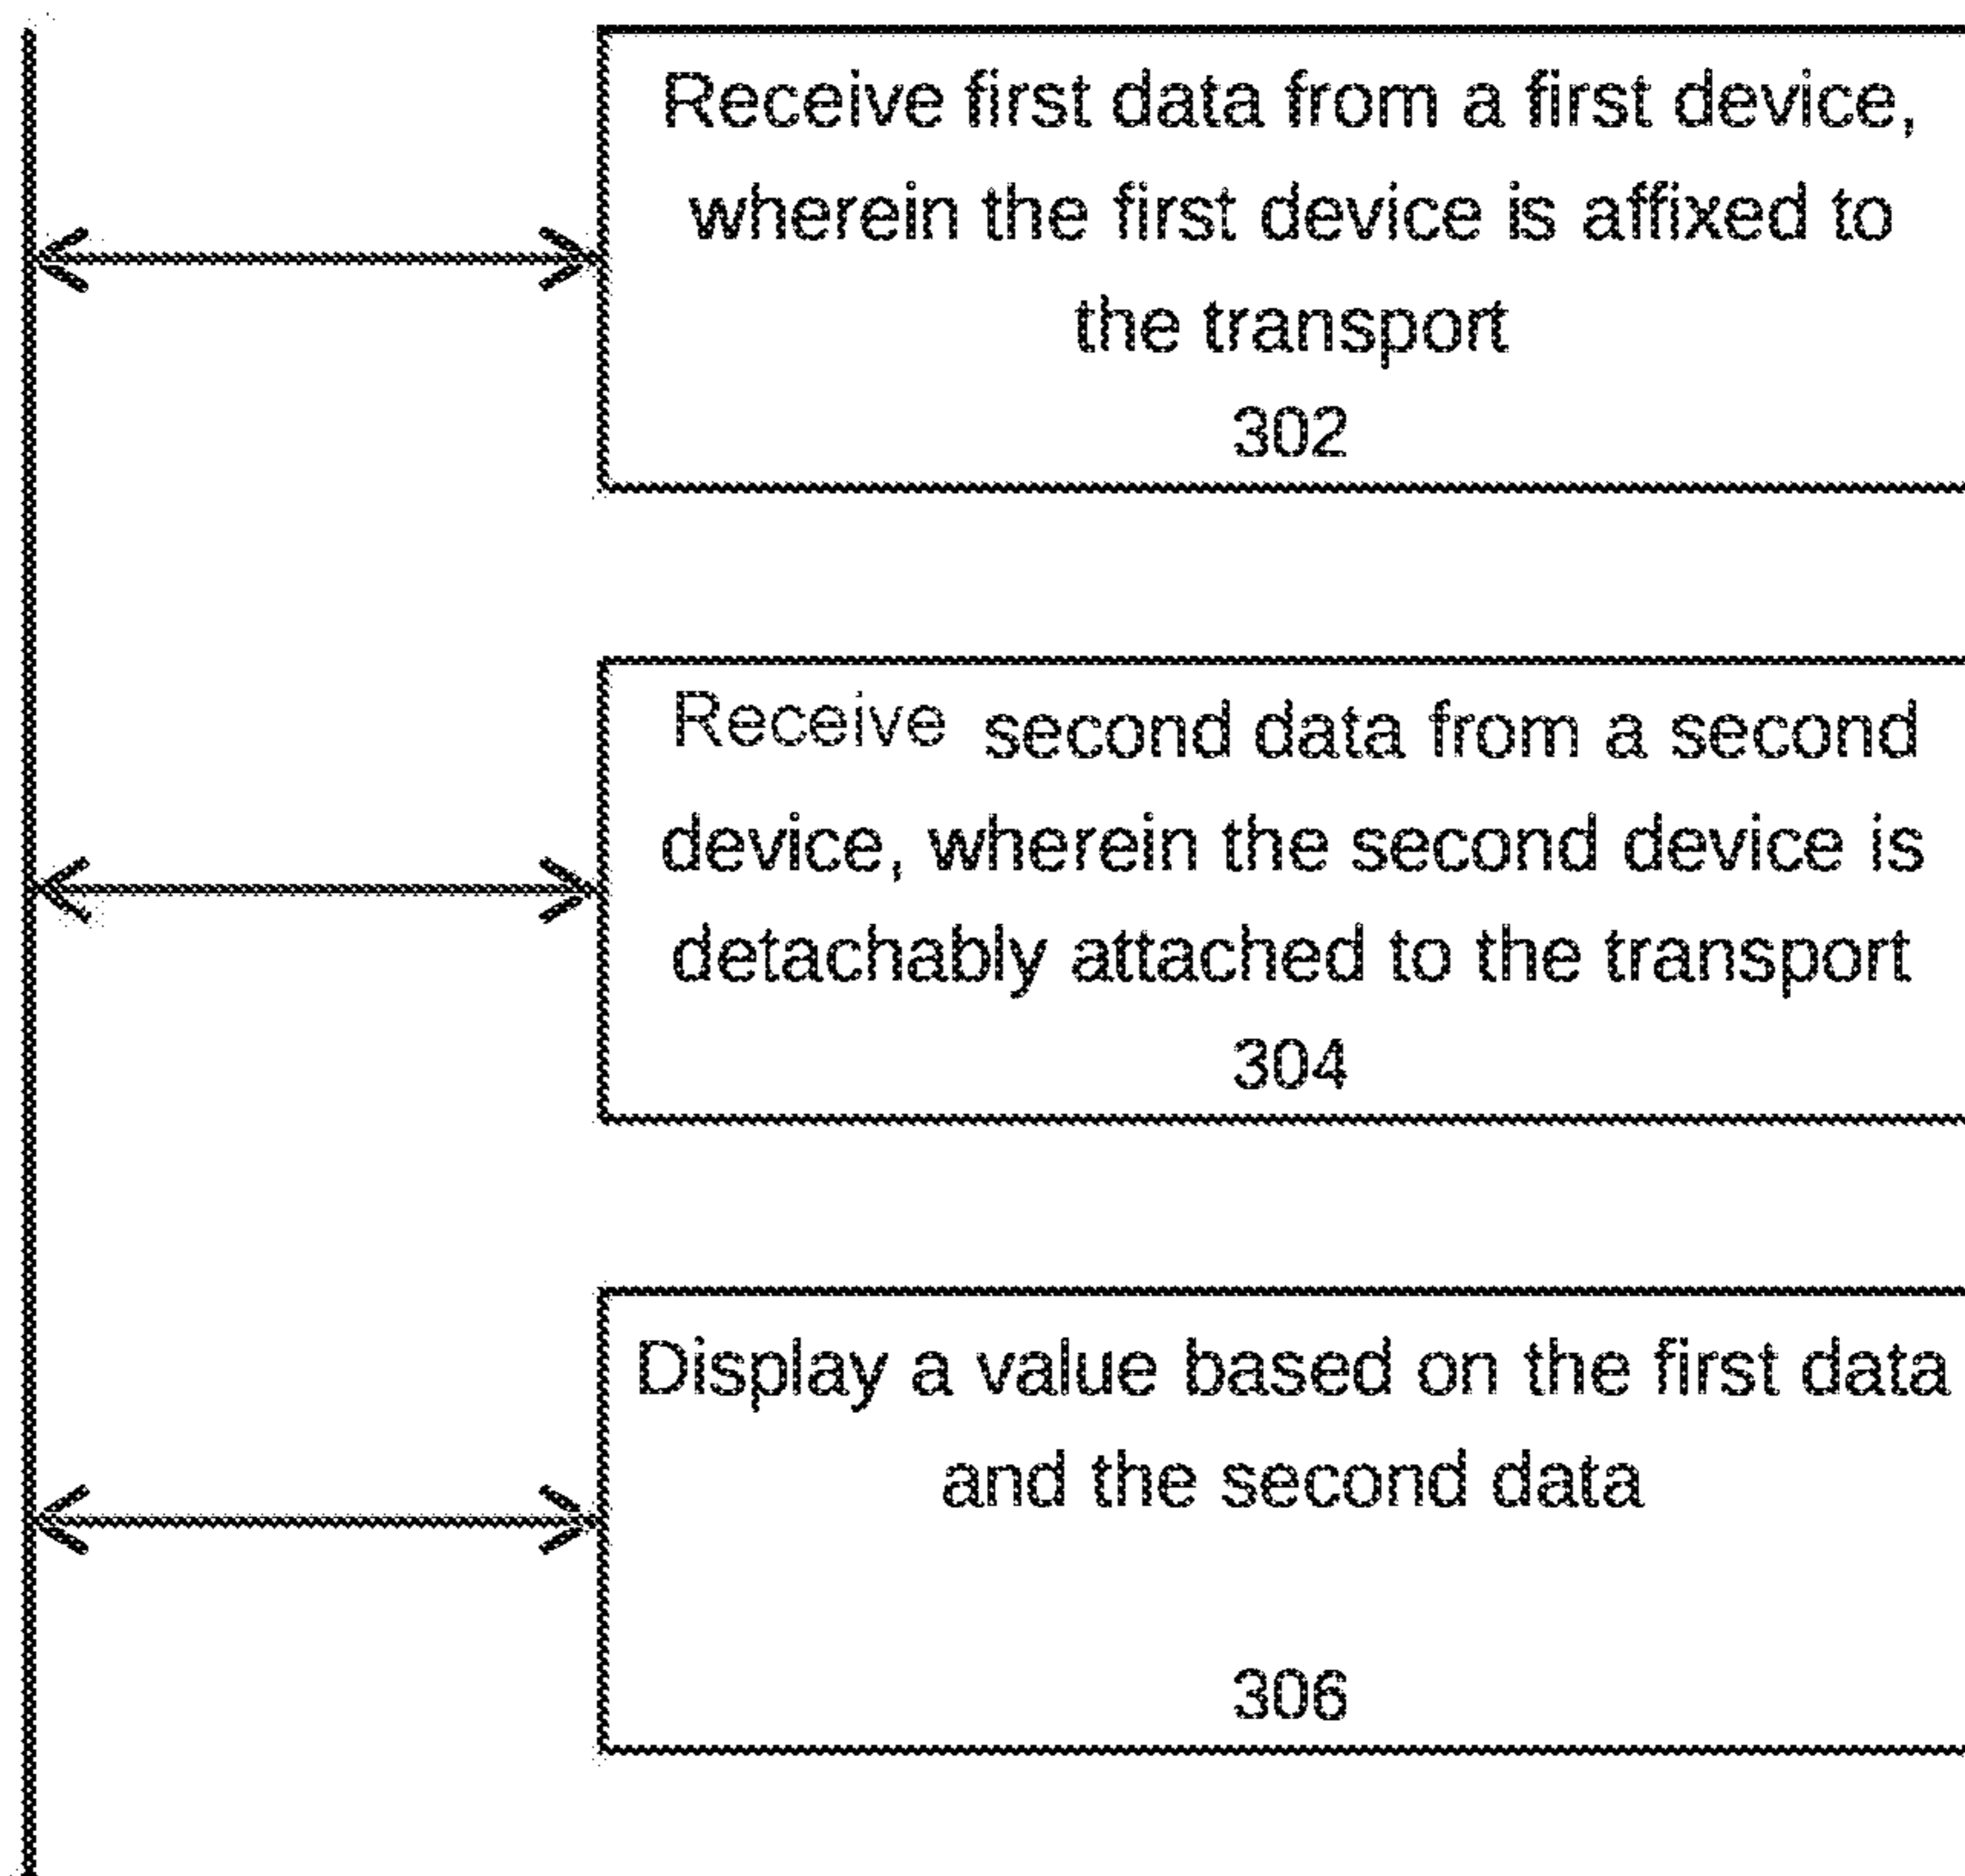 Receive first data from a first device,
wherein the first device is affixed to
the transport
302
Receive second data from a second
device, wherein the second device is
detachably attached to the transport
304
Display a value based on the first data
and the second data
306